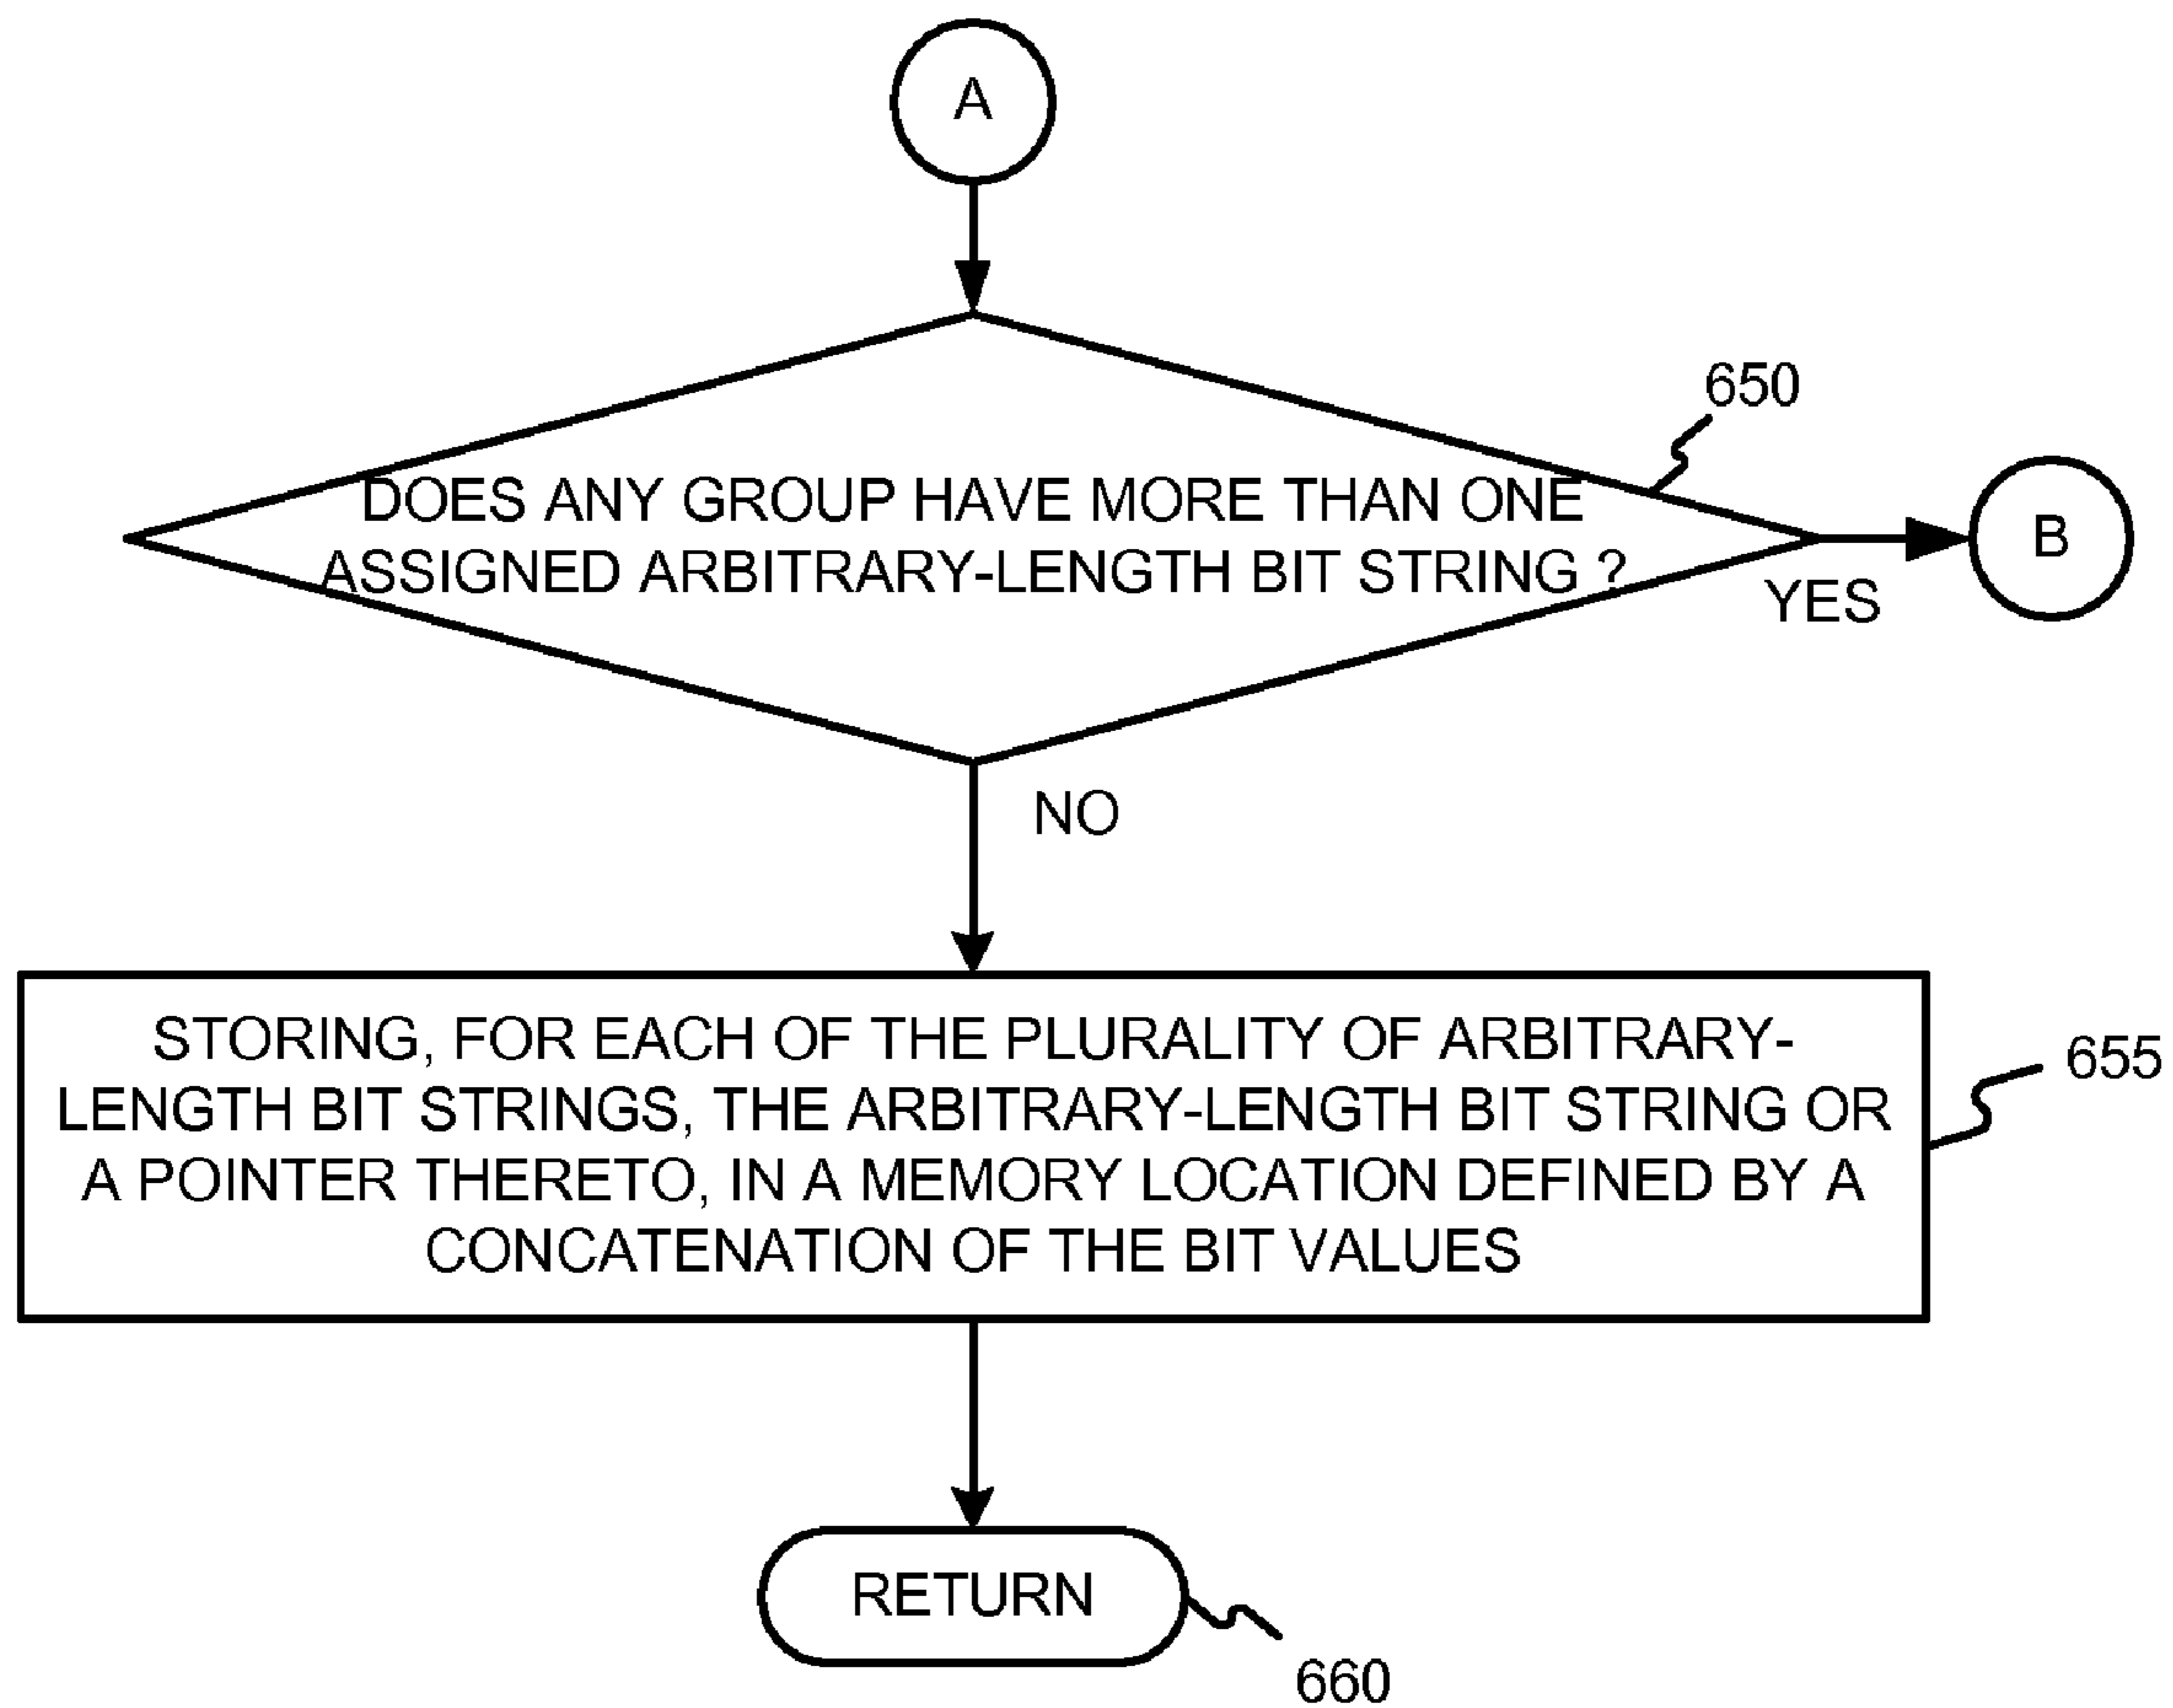 A
650
DOES ANY GROUP HAVE MORE THAN ONE
ASSIGNED ARBITRARY-LENGTH BIT STRING ?
B
YES
NO
STORING, FOR EACH OF THE PLURALITY OF ARBITRARY-
LENGTH BIT STRINGS, THE ARBITRARY-LENGTH BIT STRING OR
A POINTER THERETO, IN A MEMORY LOCATION DEFINED BY A
CONCATENATION OF THE BIT VALUES
655
RETURN
660